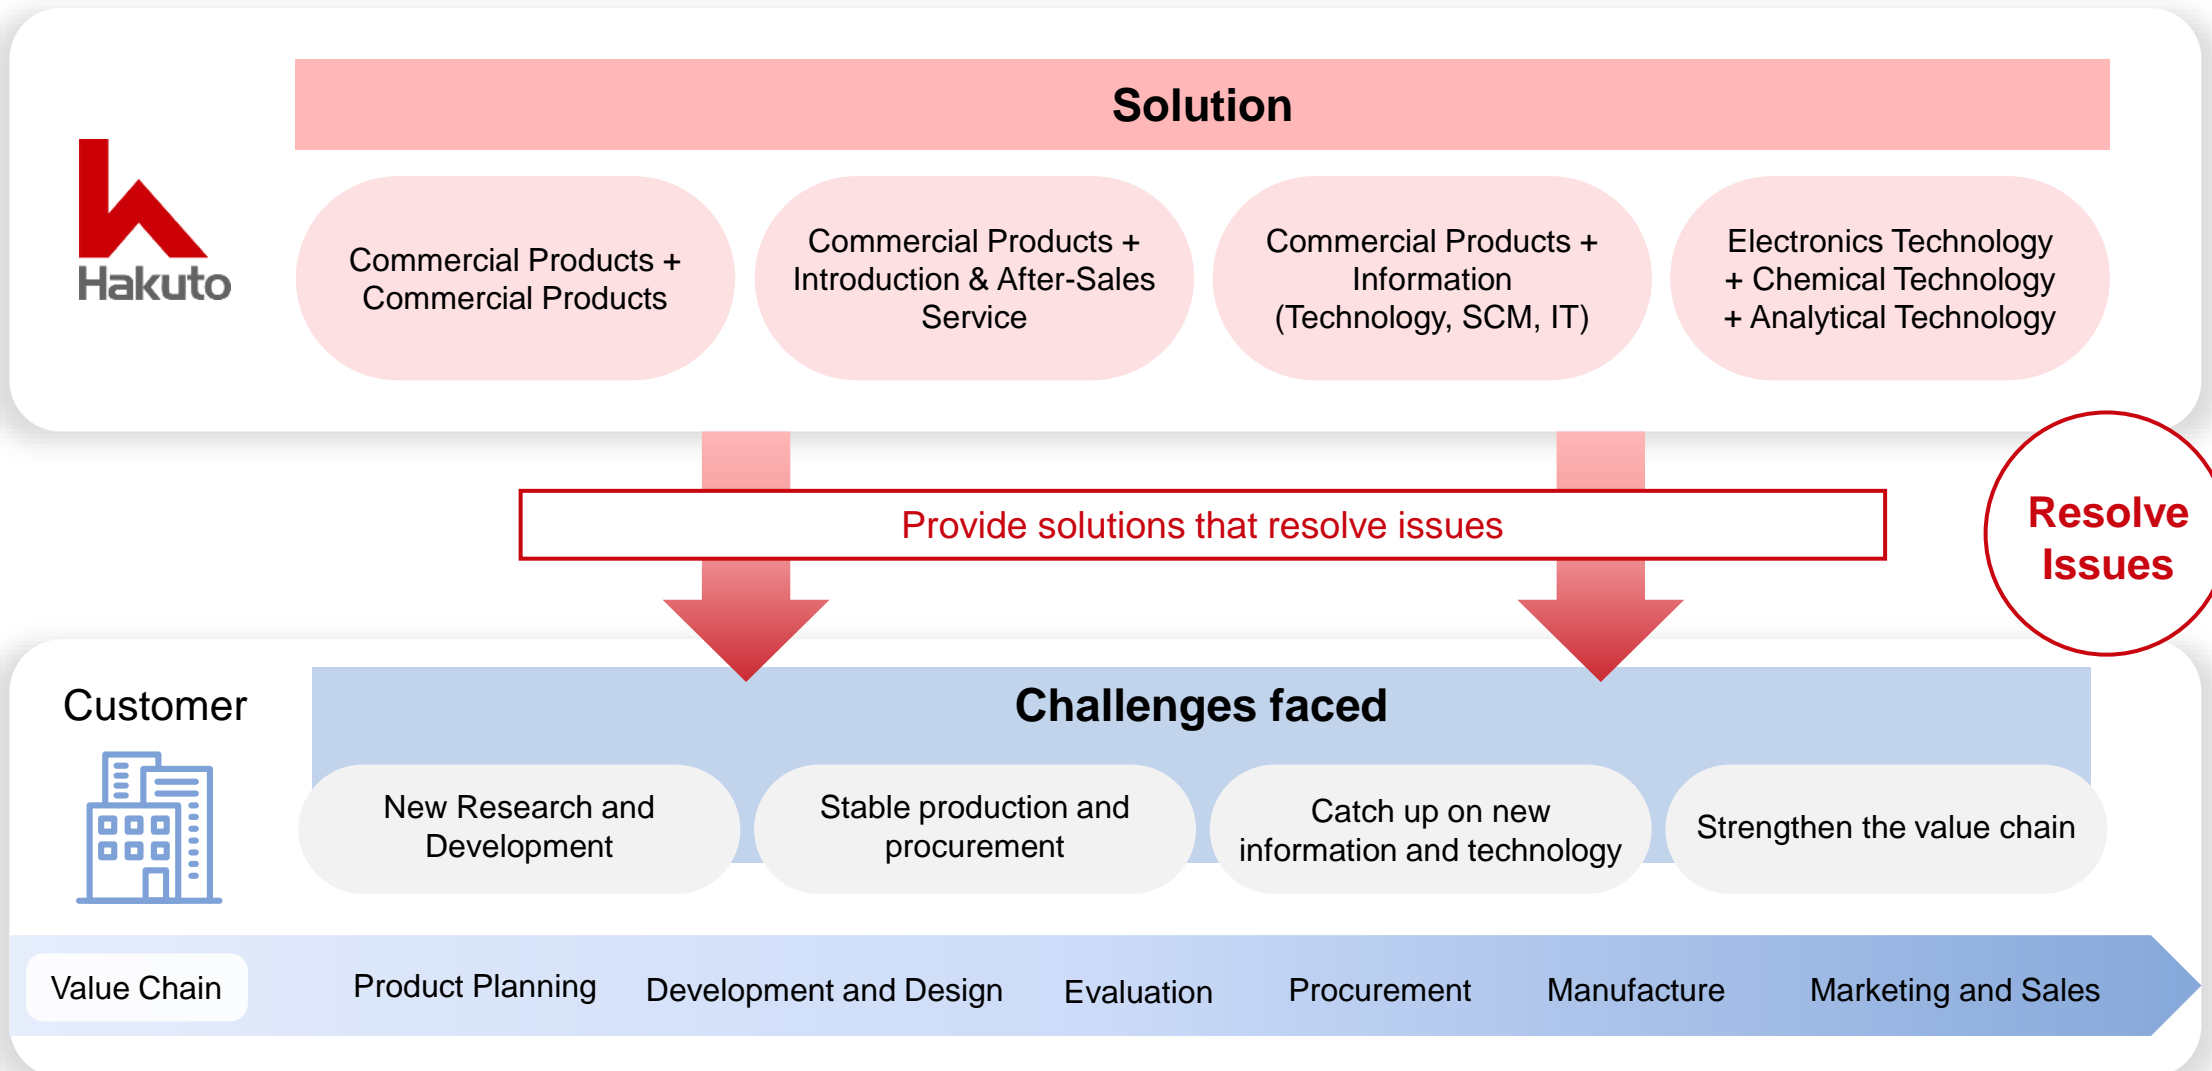 Solution
Hakuto
Commercial Products +
Commercial Products
Commercial Products +
Introduction & After-Sales
Service
Commercial Products +
Information
(Technology, SCM, IT)
Electronics Technology
+ Chemical Technology
+ Analytical Technology
Provide solutions that resolve issues
Resolve
Issues
Customer
Challenges faced
New Research and
Development
Stable production and
procurement
Catch up on new
information and technology
Strengthen the value chain
Value Chain
Product Planning
Development and Design
Evaluation
Procurement
Manufacture
Marketing and Sales